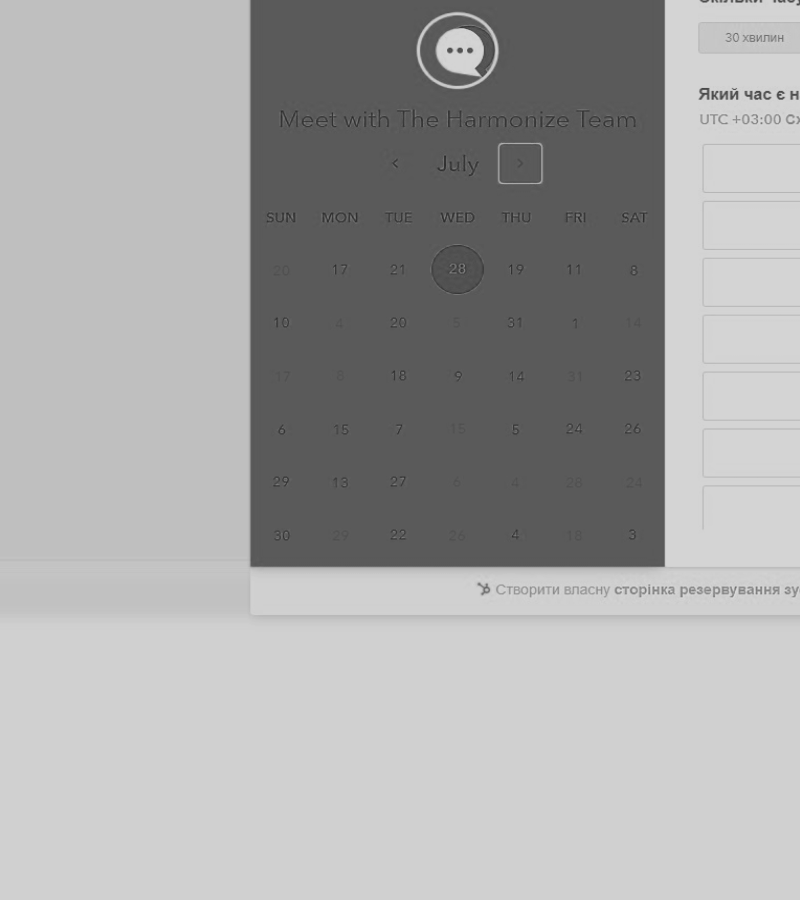 Скільки часу
30 хвилин
Meet with The Harmonize Team
Який час є н
July
UTC +03:00 Сх
SUN MON TUE WED THU FRI SAT
20 17 21 28 19 11 8
10 4 20 5 31 1 14
17 8 18 9 14 31 23
6 15 7 15 5 24 26
29 13 27 6 4 28 24
30 29 22 26 4 18 3
Створити власну сторінка резервування зу